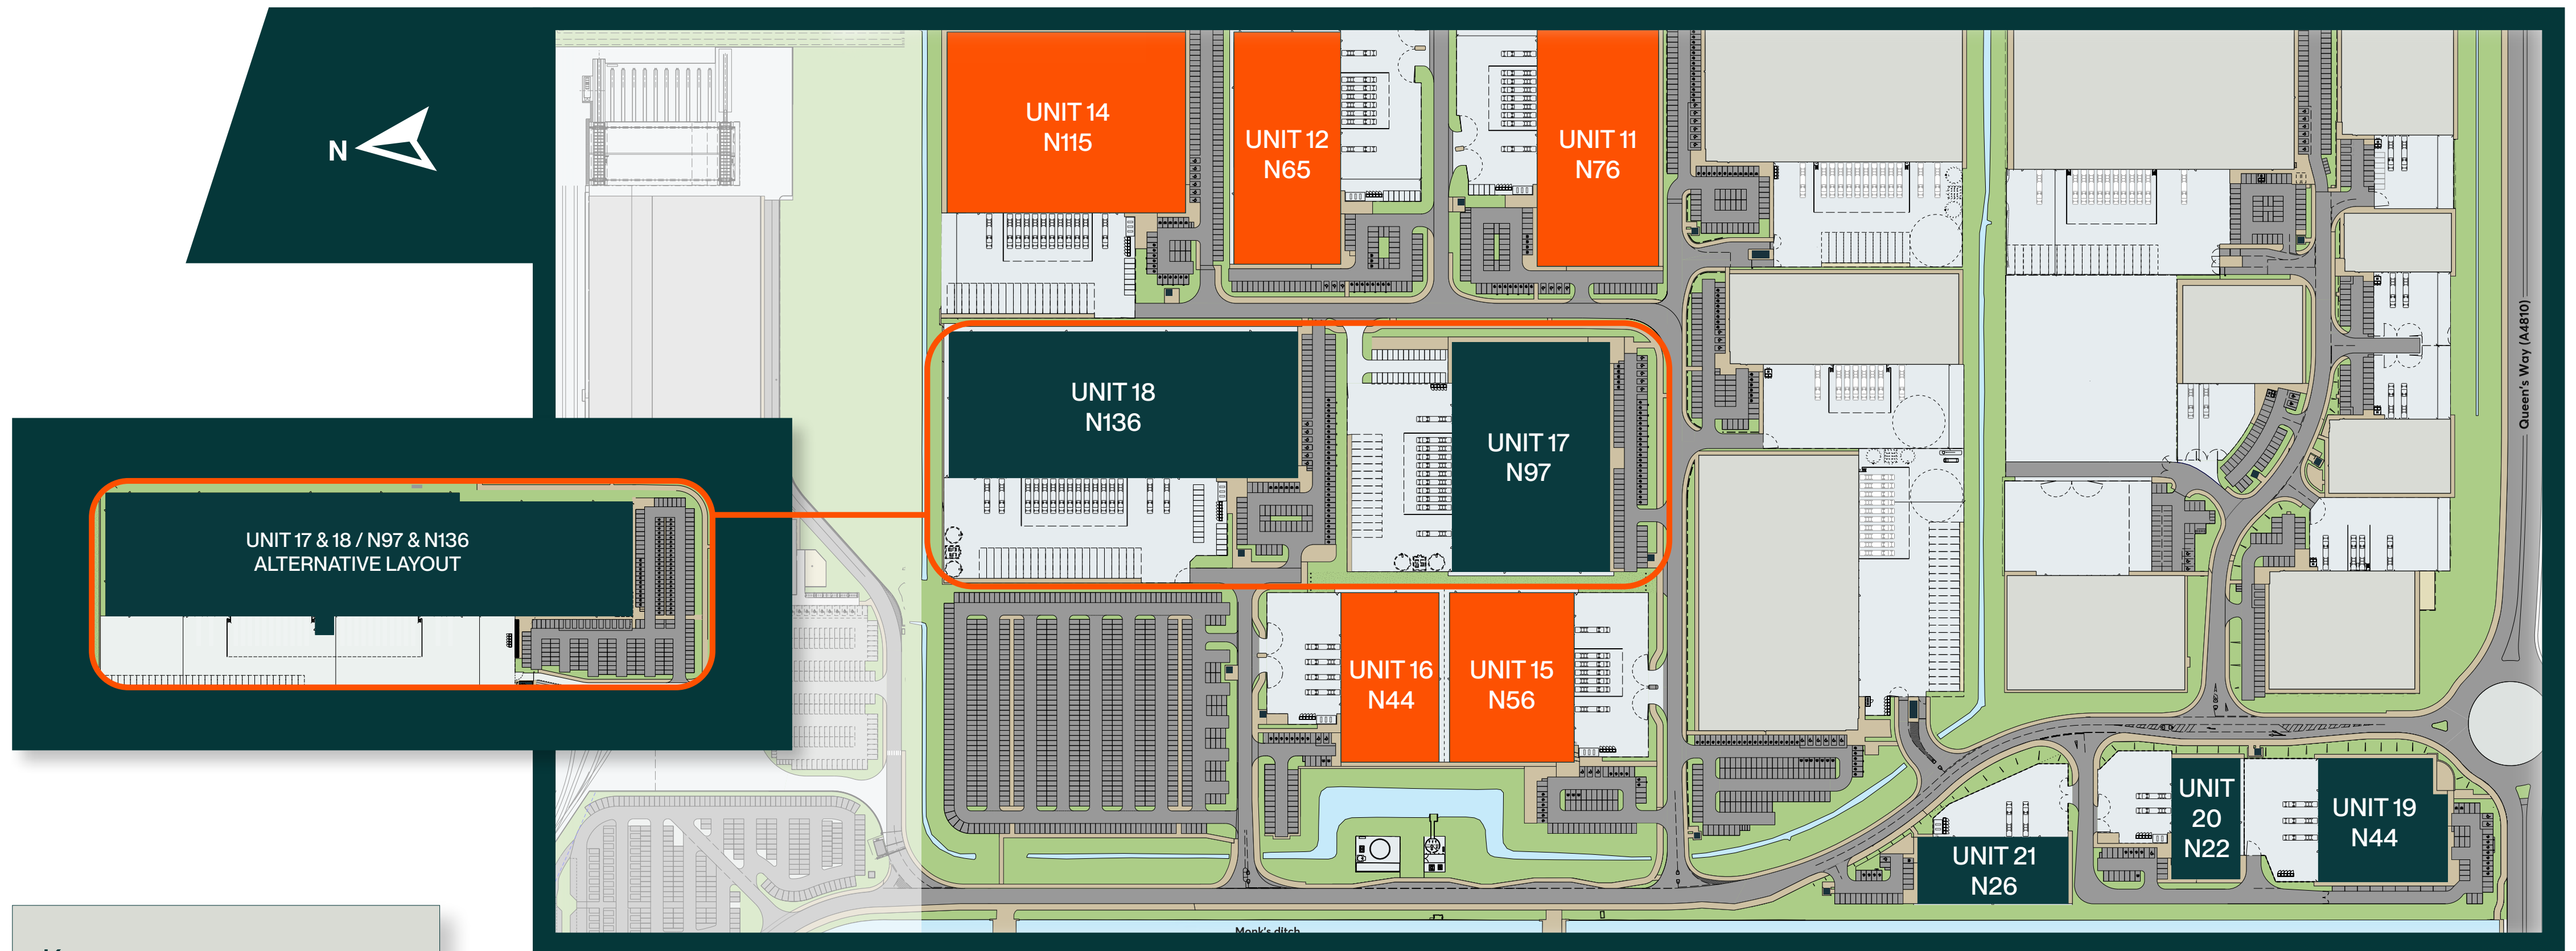 N
UNIT 14
N115
UNIT 12
N65
UNIT 11
N76
UNIT 18
N136
UNIT 17
N97
Queen's Way (A4810)
UNIT 17 & 18 / N97 & N136
ALTERNATIVE LAYOUT
UNIT 16
N44
UNIT 15
N56
UNIT
20
N22
UNIT 19
N44
UNIT 21
N26
Monk's ditch